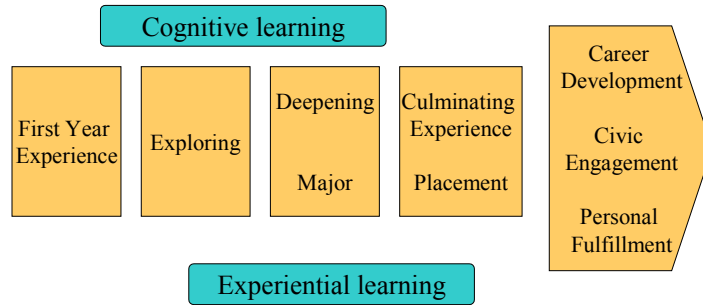 Cognitive learning
First Year
Experience
Exploring
Deepening
Major
Culminating
Experience
Placement
Career
Development
Civic
Engagement
Personal
Fulfillment
Experiential learning